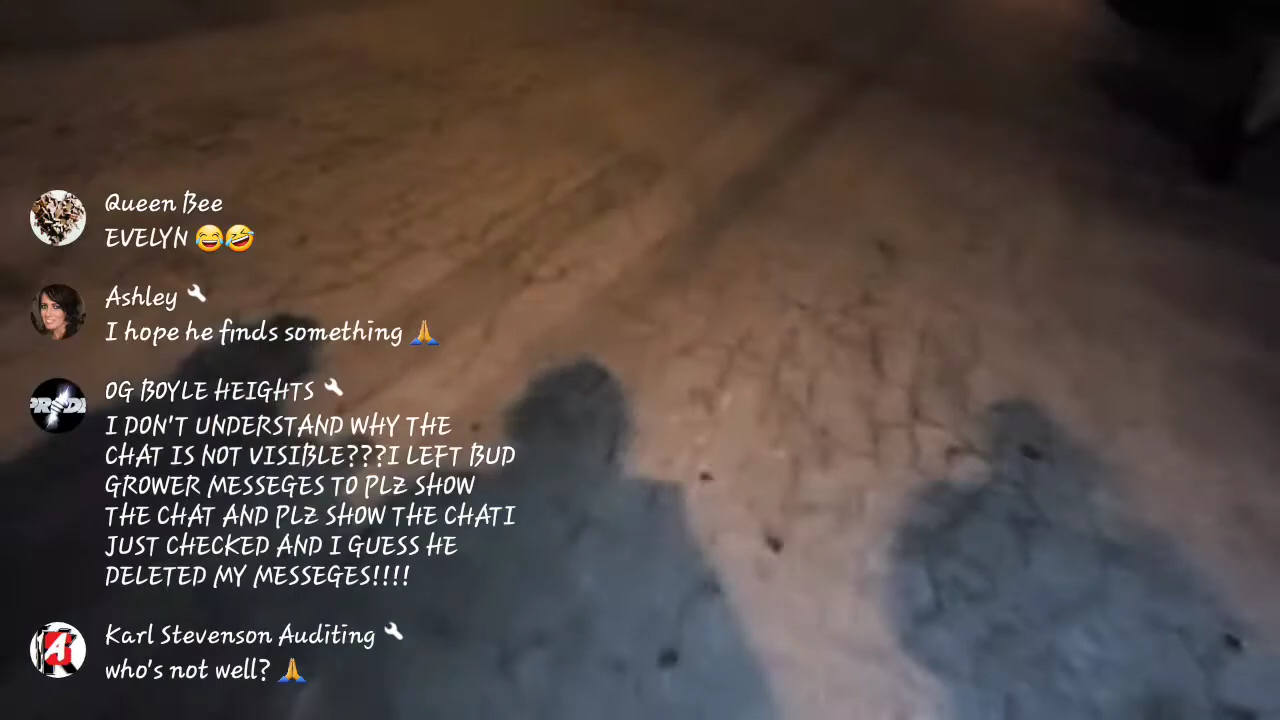 Queen Bee
EVELYN 😂🤣
Ashley
I hope he finds something 🙏
OG BOYLE HEIGHTS
I DON'T UNDERSTAND WHY THE
CHAT IS NOT VISIBLE???I LEFT BUD
GROWER MESSEGES TO PLZ SHOW
THE CHAT AND PLZ SHOW THE CHATI
JUST CHECKED AND I GUESS HE
DELETED MY MESSEGES!!!!
Karl Stevenson Auditing
who's not well? 🙏